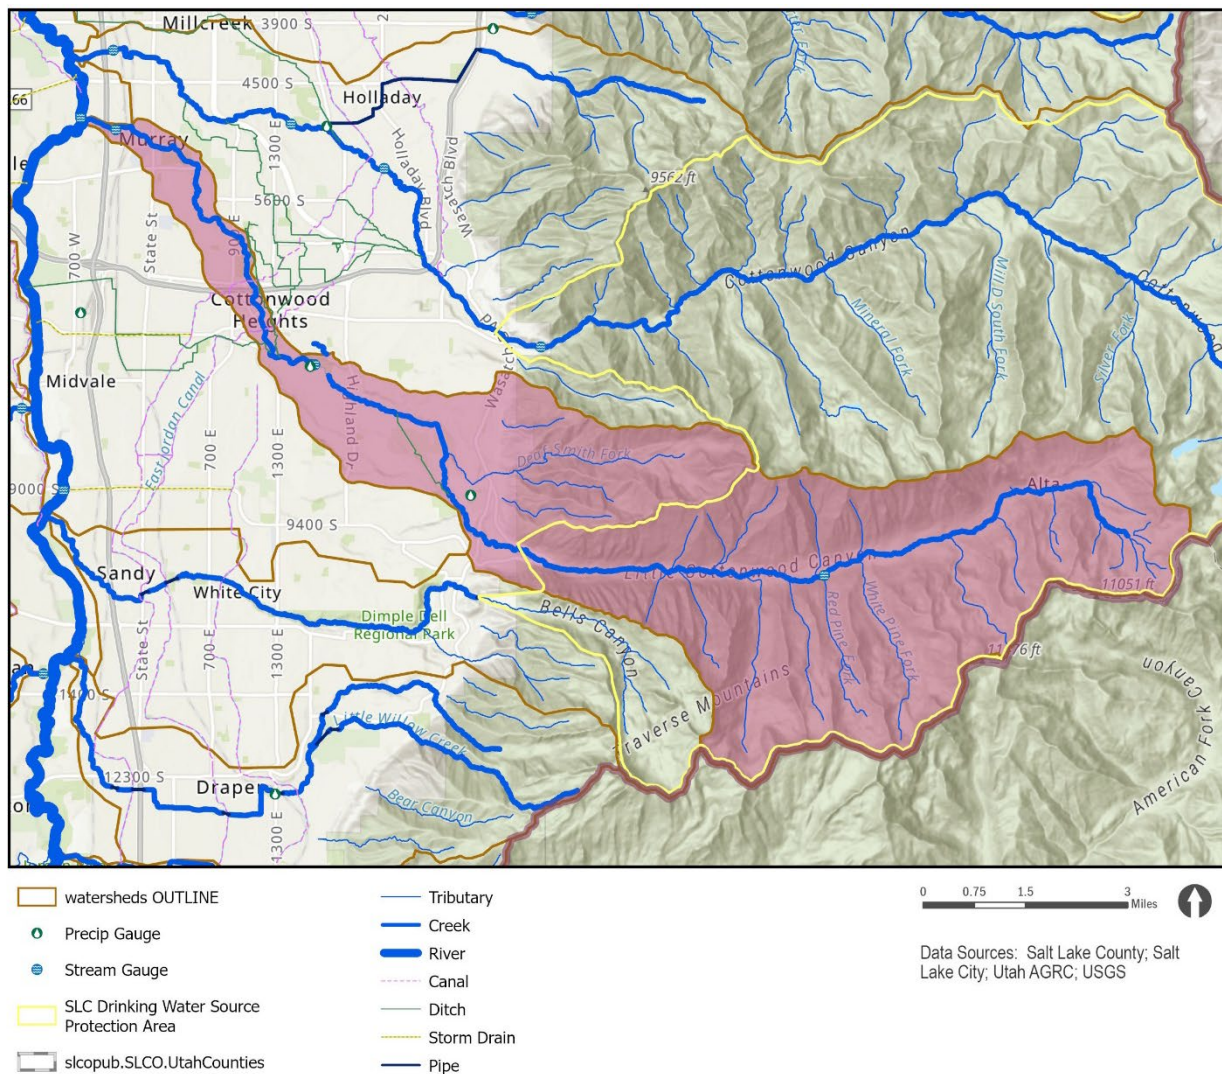 Millcreek
3900 S
2
66
4500 S
Holladay
Murray
1300 E
Holladay Blvd
Wasatch Blvd
9562 ft
5600 S
State St
700 W
90
Cottonwood Canyon
Cottonwood
Cottonwood
Heights
Mineral Fork
Mill D South Fork
Silver Fork
Midvale
Wasatch
East Jordan Canal
Highland Dr
700 E
1300 E
Deaf Smith Fork
9000 S
Alta
9400 S
Little Cottonwood Canyon
Sandy
White City
Bells Canyon
11051 ft
Dimple Dell
Regional Park
Red Pine Fork
White Pine Fork
State St
700 E
1300 E
Traverse Mountains
American Fork Canyon
Little Willow Creek
12300 S
Draper
Bear Canyon
1300 E
watersheds OUTLINE
Precip Gauge
Stream Gauge
SLC Drinking Water Source
Protection Area
slcopub.SLCO.UtahCounties
Tributary
Creek
River
Canal
Ditch
Storm Drain
Pipe
0 0.75 1.5 3
Miles
Data Sources: Salt Lake County; Salt
Lake City; Utah AGRC; USGS